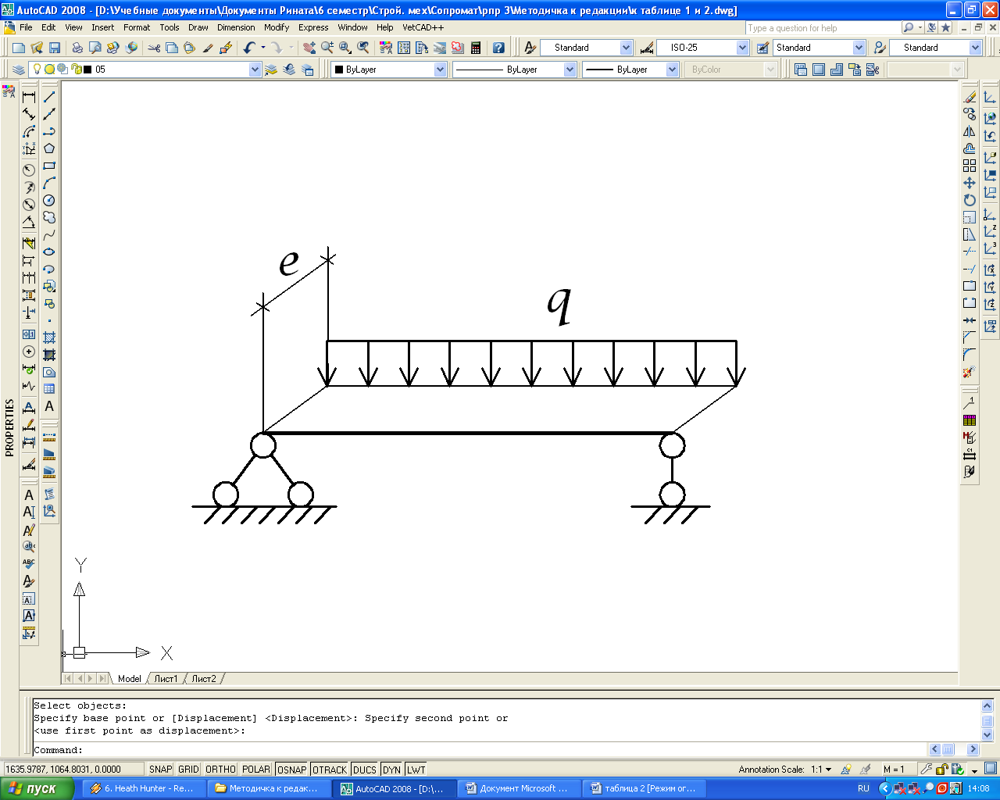 AutoCAD 2008 - [D:\Учебные документы\Документы Рината\6 семестр\Строй. мех\Сопромат\рпр 3\Методичка к редакции\к таблице 1 и 2.dwg]
File Edit View Insert Format Tools Draw Dimension Modify Express Window Help VetCAD++ Type a question for help
Standard ISO-25 Standard Standard
05 ByLayer ByLayer ByLayer ByColor
PROPERTIES
e
q
Y
X
Model Лист1 Лист2
Select objects:
Specify base point or [Displacement] <Displacement>: Specify second point or
<use first point as displacement>:
Command:
1635.9787, 1064.8031, 0.0000 SNAP GRID ORTHO POLAR OSNAP OTRACK DUCS DYN LWT Annotation Scale: 1:1 M = 1
пуск 6. Heath Hunter - Re... Методичка к редак... AutoCAD 2008 - [D:\... Документ Microsoft ... таблица 2 [Режим ог... RU 14:08